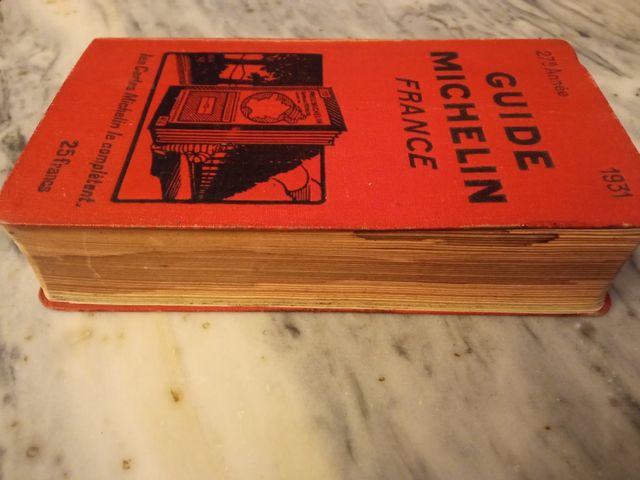 27e Année
1931
GUIDE
MICHELIN
FRANCE
les Cartes Michelin le complètent.
25 francs